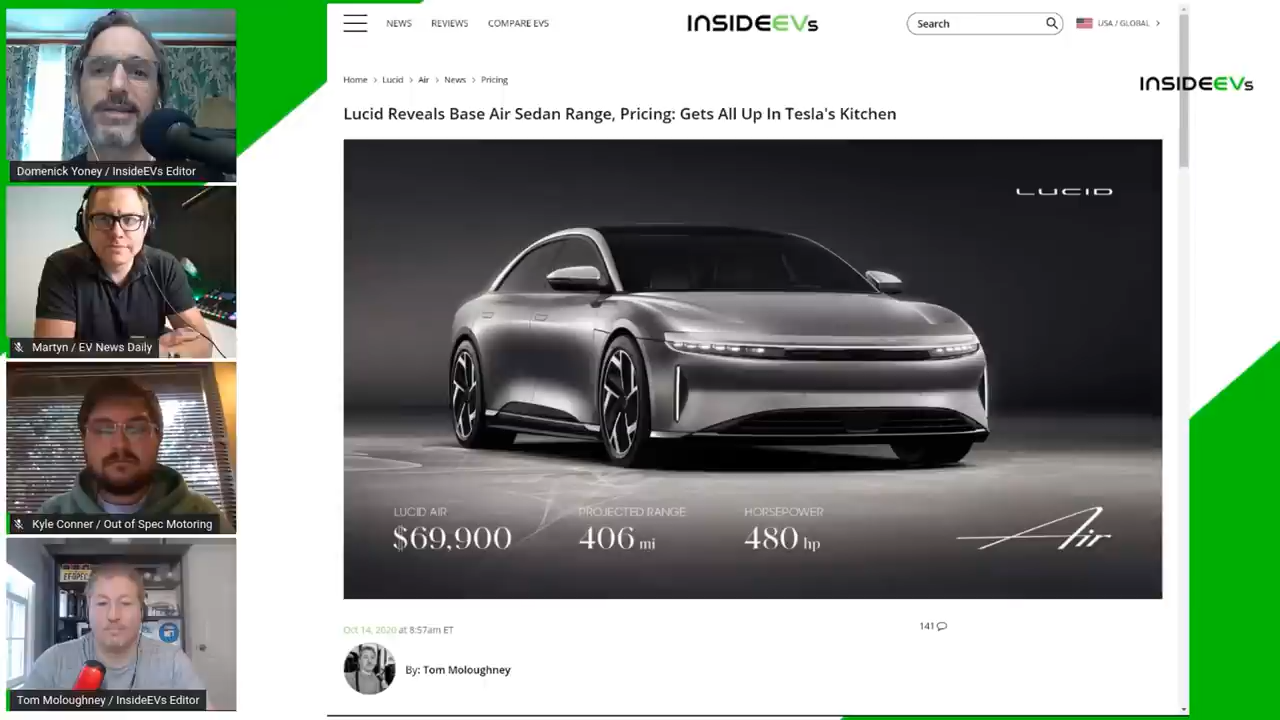 Domenick Yoney / InsideEVs Editor
Martyn / EV News Daily
Kyle Conner / Out of Spec Motoring
Tom Moloughney / InsideEVs Editor
NEWS REVIEWS COMPARE EVS
INSIDEEVs
Search
USA / GLOBAL
INSIDEEVs
Home > Lucid > Air > News > Pricing
Lucid Reveals Base Air Sedan Range, Pricing: Gets All Up In Tesla's Kitchen
LUCID
LUCID AIR
$69,900
PROJECTED RANGE
406 mi
HORSEPOWER
480 hp
Air
Oct 14, 2020 at 8:57am ET
141
By: Tom Moloughney